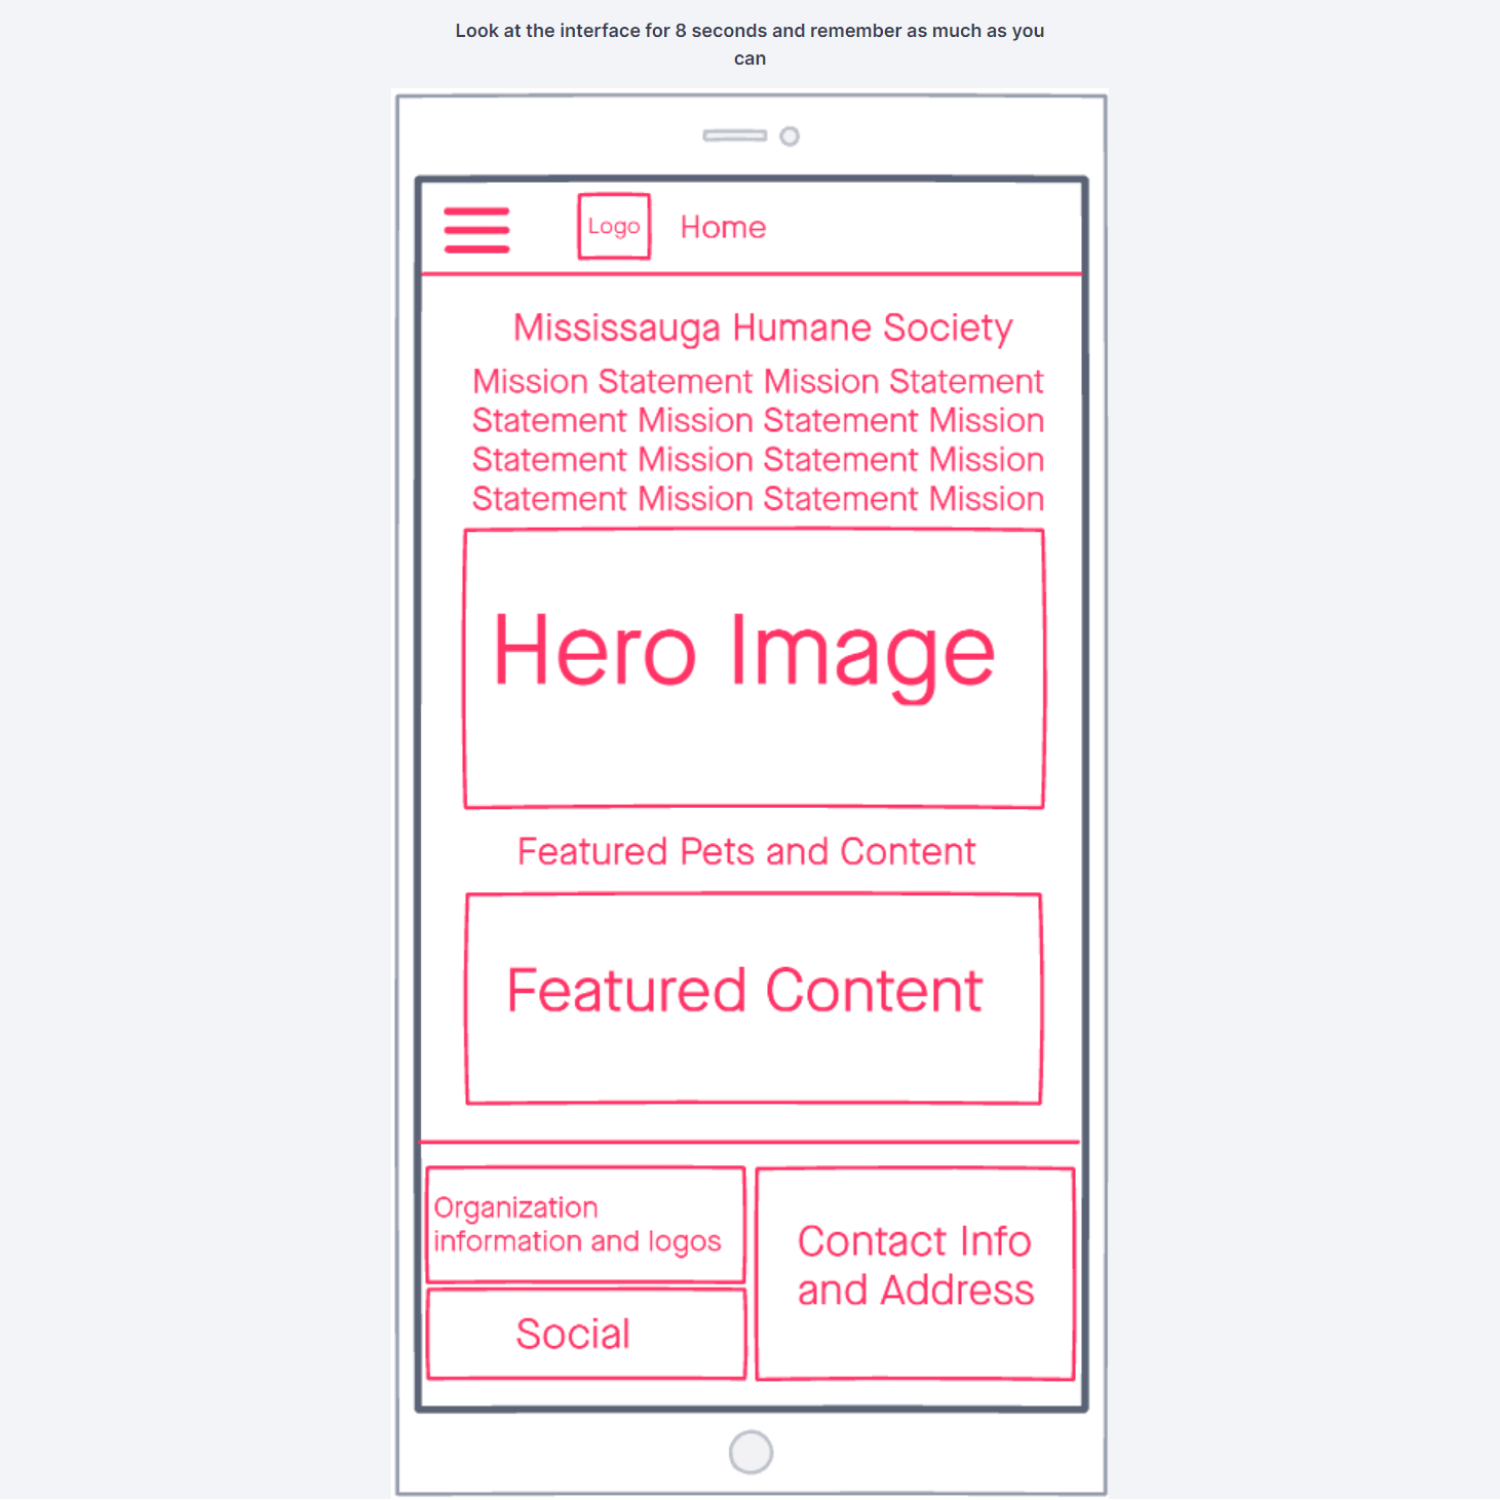 Look at the interface for 8 seconds and remember as much as you
can
Logo
Home
Mississauga Humane Society
Mission Statement Mission Statement
Statement Mission Statement Mission
Statement Mission Statement Mission
Statement Mission Statement Mission
Hero Image
Featured Pets and Content
Featured Content
Organization
information and logos
Social
Contact Info
and Address